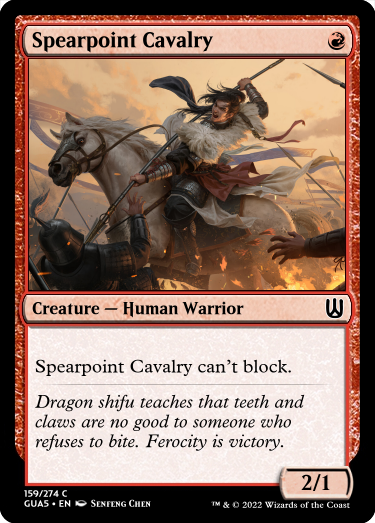 Spearpoint Cavalry
Creature — Human Warrior
Spearpoint Cavalry can't block.
Dragon shifu teaches that teeth and
claws are no good to someone who
refuses to bite. Ferocity is victory.
2/1
159/274 C
GUA5 • EN Senfeng Chen
™ & © 2022 Wizards of the Coast